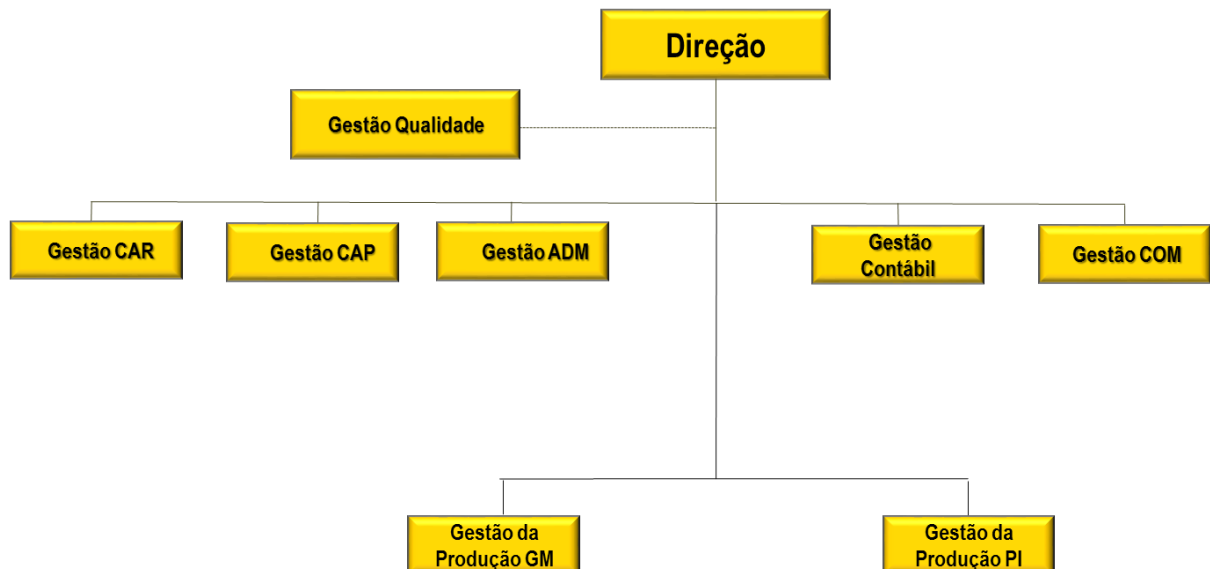 Direção
Gestão Qualidade
Gestão CAR
Gestão CAP
Gestão ADM
Gestão
Contábil
Gestão COM
Gestão da
Produção GM
Gestão da
Produção PI